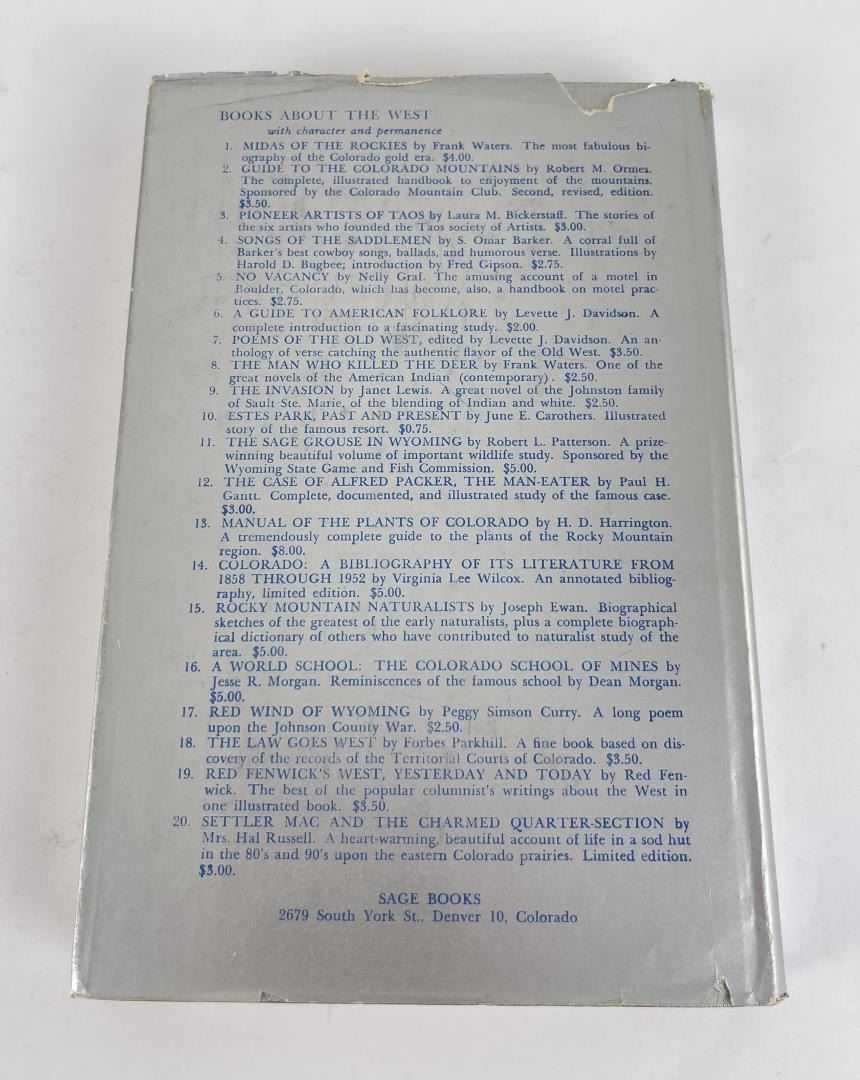 BOOKS ABOUT THE WEST
with character and permanence
1. MIDAS OF THE ROCKIES by Frank Waters. The most fabulous bi-
ography of the Colorado gold era. $4.00.
2. GUIDE TO THE COLORADO MOUNTAINS by Robert M. Ormes.
The complete, illustrated handbook to enjoyment of the mountains.
Sponsored by the Colorado Mountain Club. Second, revised, edition.
$3.50.
3. PIONEER ARTISTS OF TAOS by Laura M. Bickerstaff. The stories of
the six artists who founded the Taos society of Artists. $3.00.
4. SONGS OF THE SADDLEMEN by S. Omar Barker. A corral full of
Barker's best cowboy songs, ballads, and humorous verse. Illustrations by
Harold D. Bugbee; introduction by Fred Gipson. $2.75.
5. NO VACANCY by Nelly Graf. The amusing account of a motel in
Boulder, Colorado, which has become, also, a handbook on motel prac-
tices. $2.75.
6. A GUIDE TO AMERICAN FOLKLORE by Levette J. Davidson. A
complete introduction to a fascinating study. $2.00.
7. POEMS OF THE OLD WEST, edited by Levette J. Davidson. An an-
thology of verse catching the authentic flavor of the Old West. $3.50.
8. THE MAN WHO KILLED THE DEER by Frank Waters. One of the
great novels of the American Indian (contemporary). $2.50.
9. THE INVASION by Janet Lewis. A great novel of the Johnston family
of Sault Ste. Marie, of the blending of Indian and white. $2.50.
10. ESTES PARK, PAST AND PRESENT by June E. Carothers. Illustrated
story of the famous resort. $0.75.
11. THE SAGE GROUSE IN WYOMING by Robert L. Patterson. A prize-
winning beautiful volume of important wildlife study. Sponsored by the
Wyoming State Game and Fish Commission. $5.00.
12. THE CASE OF ALFRED PACKER, THE MAN-EATER by Paul H.
Gantt. Complete, documented, and illustrated study of the famous case.
$3.00.
13. MANUAL OF THE PLANTS OF COLORADO by H. D. Harrington.
A tremendously complete guide to the plants of the Rocky Mountain
region. $8.00.
14. COLORADO: A BIBLIOGRAPHY OF ITS LITERATURE FROM
1858 THROUGH 1952 by Virginia Lee Wilcox. An annotated bibliog-
raphy, limited edition. $5.00.
15. ROCKY MOUNTAIN NATURALISTS by Joseph Ewan. Biographical
sketches of the greatest of the early naturalists, plus a complete biograph-
ical dictionary of others who have contributed to naturalist study of the
area. $5.00.
16. A WORLD SCHOOL: THE COLORADO SCHOOL OF MINES by
Jesse R. Morgan. Reminiscences of the famous school by Dean Morgan.
$5.00.
17. RED WIND OF WYOMING by Peggy Simson Curry. A long poem
upon the Johnson County War. $2.50.
18. THE LAW GOES WEST by Forbes Parkhill. A fine book based on dis-
covery of the records of the Territorial Courts of Colorado. $3.50.
19. RED FENWICK'S WEST, YESTERDAY AND TODAY by Red Fen-
wick. The best of the popular columnist's writings about the West in
one illustrated book. $3.50.
20. SETTLER MAC AND THE CHARMED QUARTER-SECTION by
Mrs. Hal Russell. A heart-warming, beautiful account of life in a sod hut
in the 80's and 90's upon the eastern Colorado prairies. Limited edition.
$3.00.
SAGE BOOKS
2679 South York St., Denver 10, Colorado